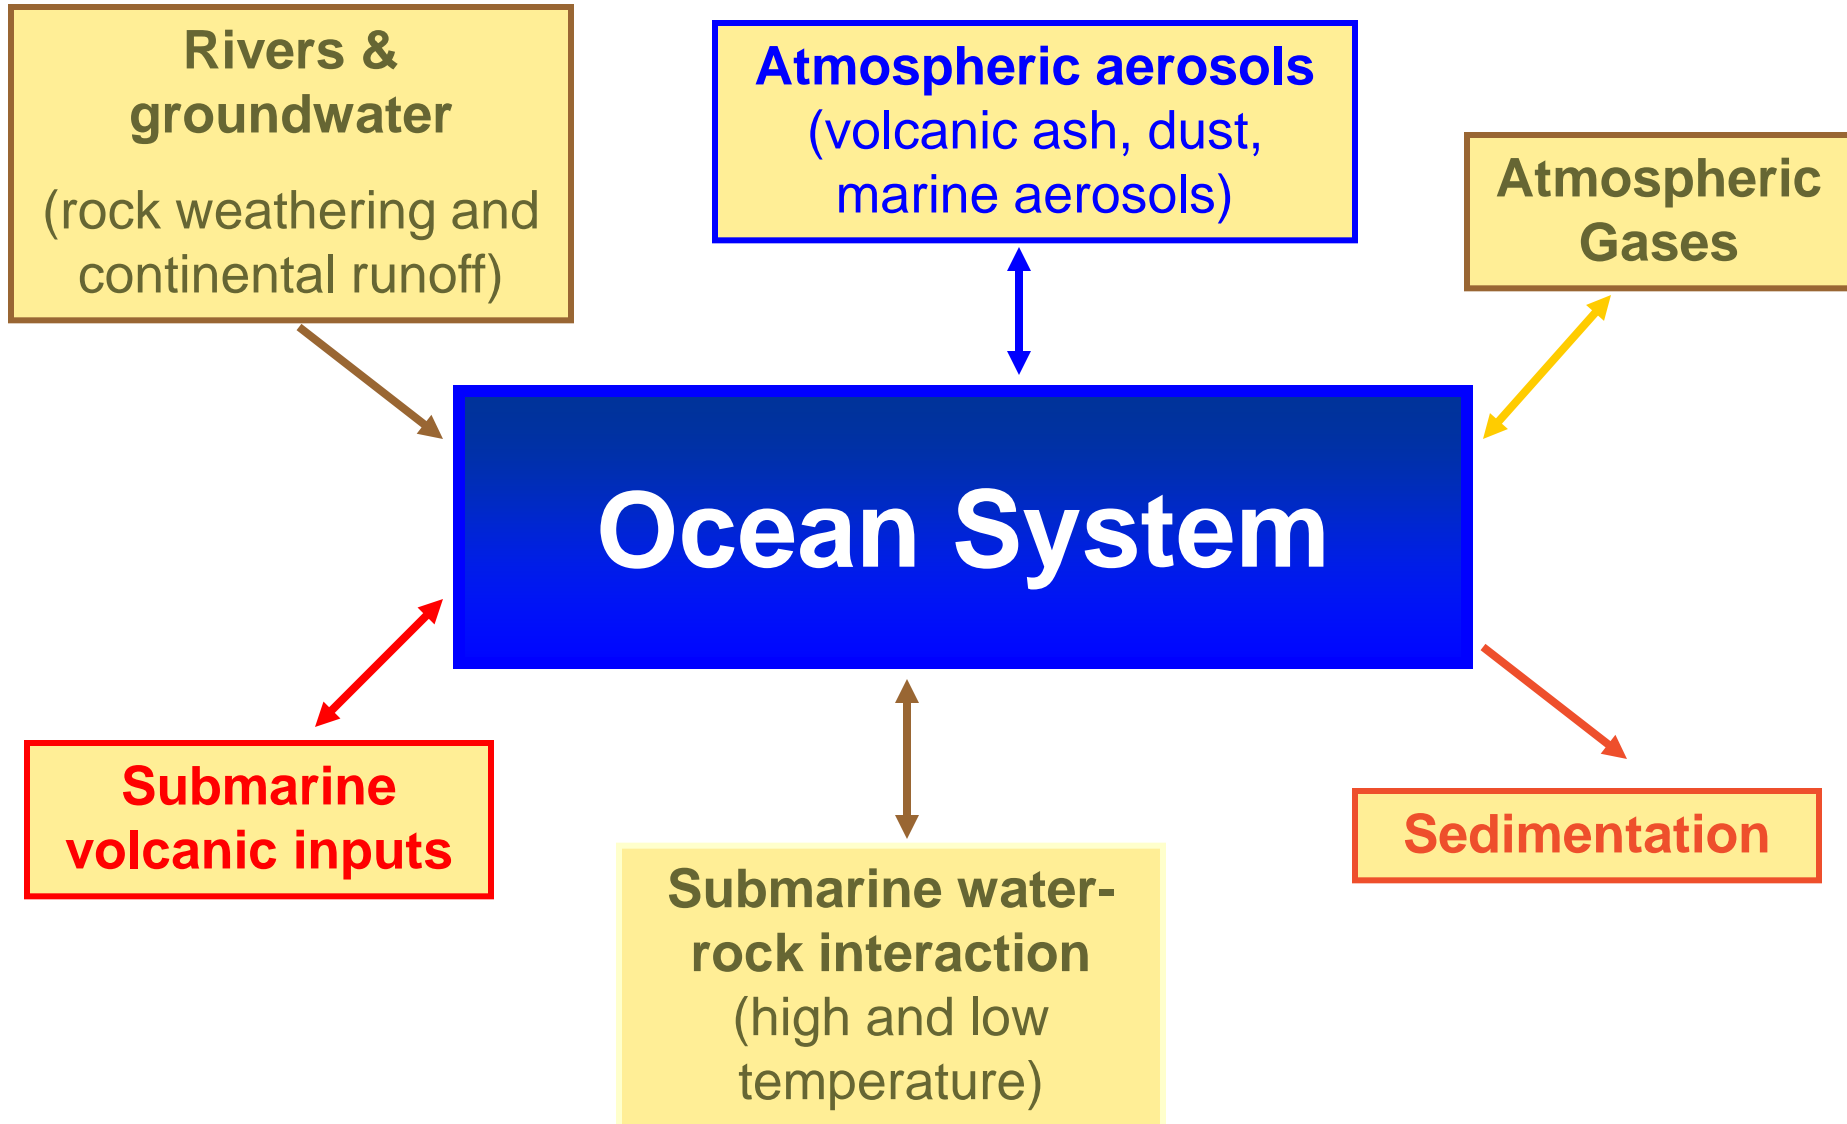 Rivers &
groundwater
(rock weathering and
continental runoff)
Atmospheric aerosols
(volcanic ash, dust,
marine aerosols)
Atmospheric
Gases
Ocean System
Submarine
volcanic inputs
Submarine water-
rock interaction
(high and low
temperature)
Sedimentation